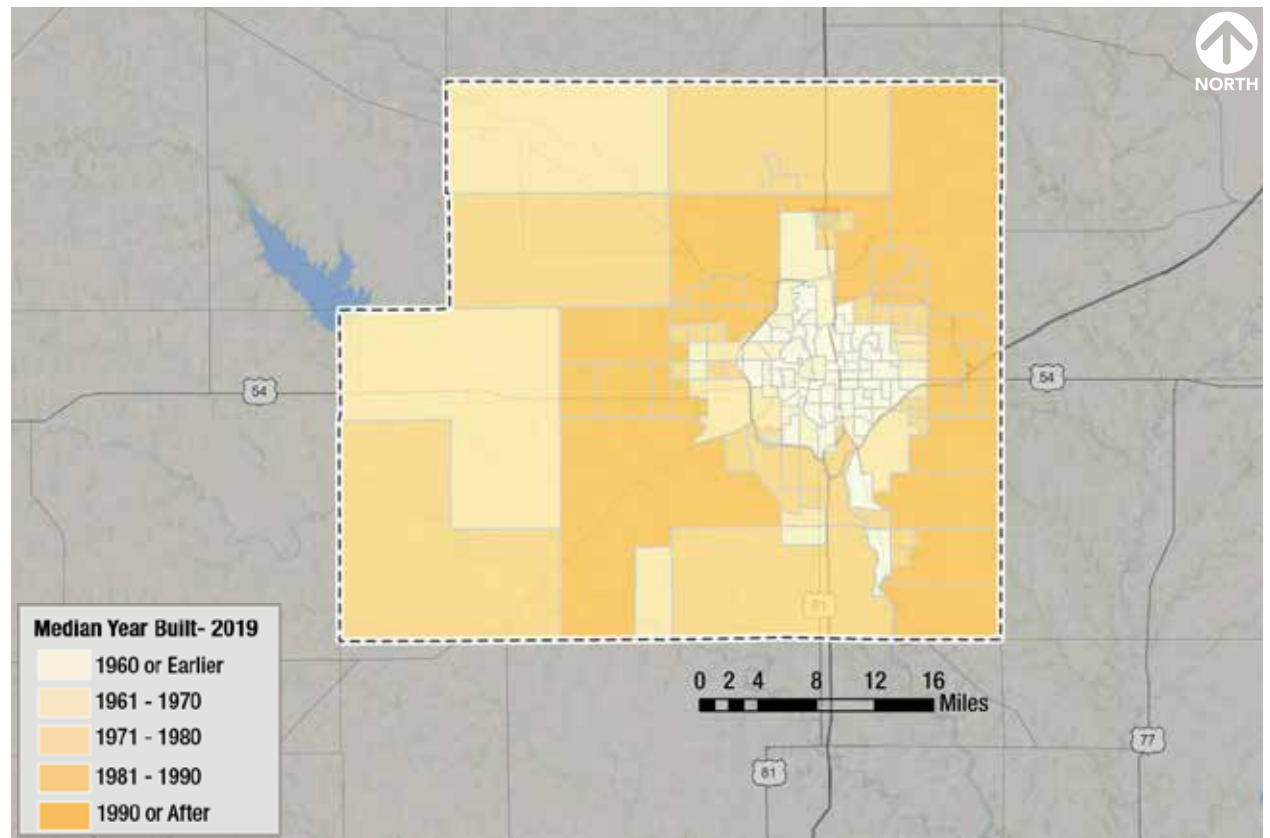 NORTH
54
54
81
Median Year Built- 2019
1960 or Earlier
1961 - 1970
1971 - 1980
1981 - 1990
1990 or After
0 2 4 8 12 16
Miles
77
81